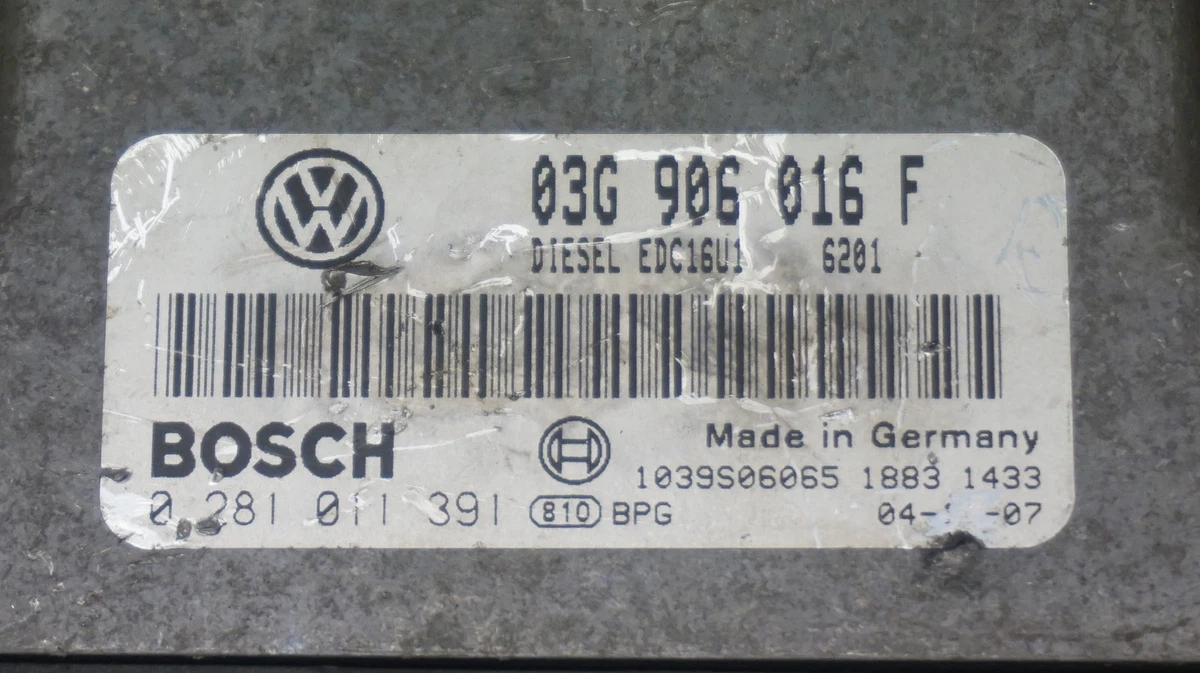 03G 906 016 F
DIESEL EDC16U1 6201
BOSCH
Made in Germany
1039S06065 1883 1433
0 281 011 391 810 BPG